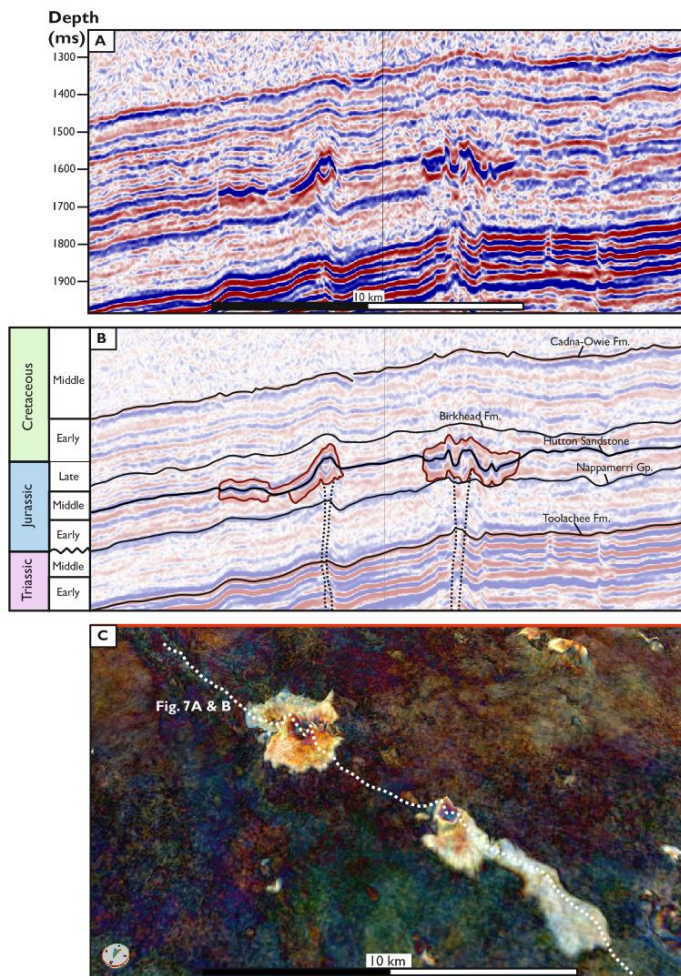 Depth
(ms)
A
1300
1400
1500
1600
1700
1800
1900
10 km
B
Cretaceous
Middle
Early
Jurassic
Late
Middle
Early
Triassic
Middle
Early
Cadna-Owie Fm.
Birkhead Fm.
Hutton Sandstone
Nappamerri Gp.
Toolachee Fm.
C
Fig. 7A & B
10 km